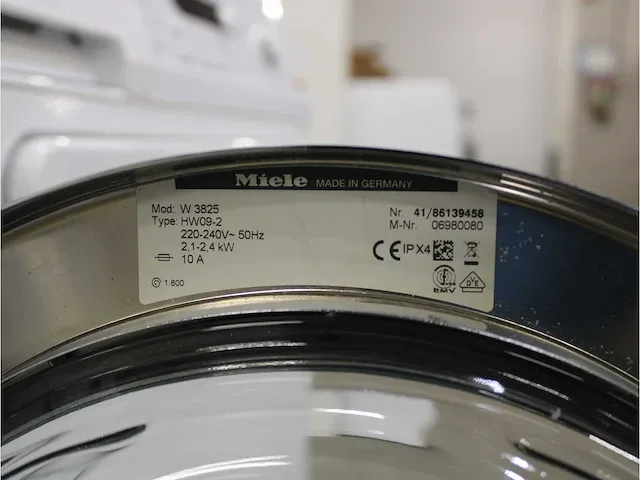 Miele MADE IN GERMANY
Mod: W 3825
Type: HW09-2
220-240V~ 50Hz
2,1-2,4 kW
10 A
1.600
Nr. 41/86139458
M-Nr. 06980080
CE IPX4
EMV